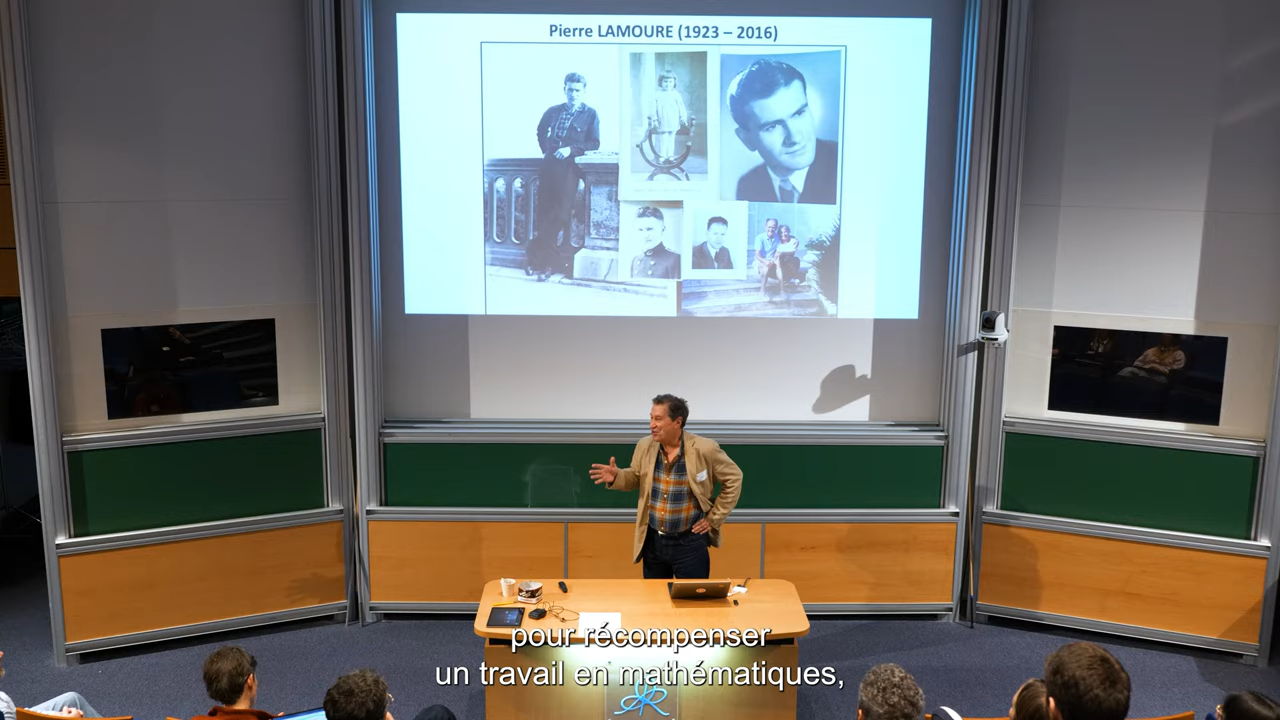 Pierre LAMOURE (1923 – 2016)
pour récompenser
un travail en mathématiques,